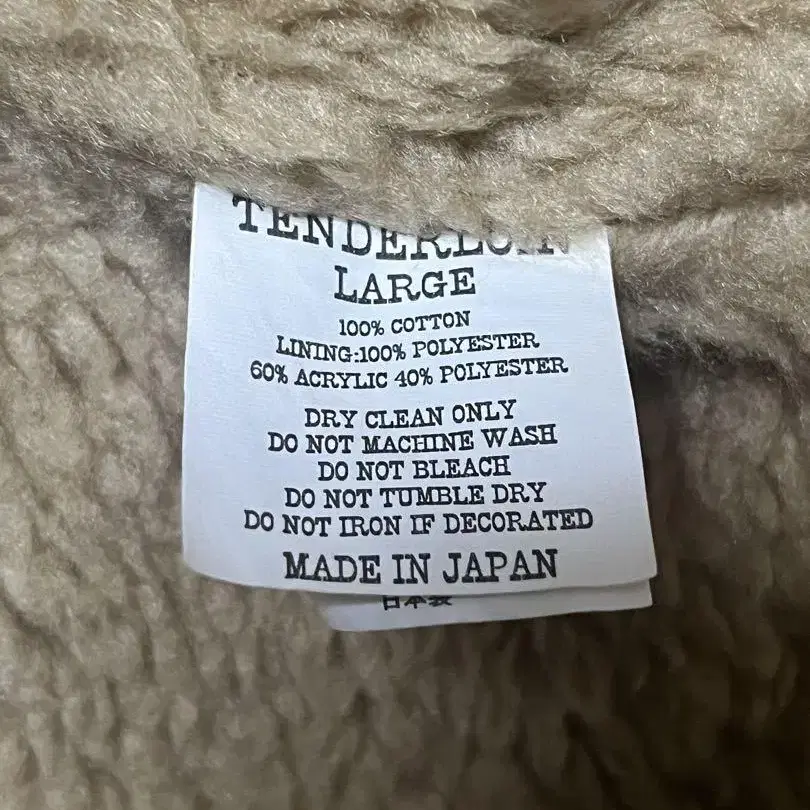 TENDERLOIN
LARGE
100% COTTON
LINING:100% POLYESTER
60% ACRYLIC 40% POLYESTER
DRY CLEAN ONLY
DO NOT MACHINE WASH
DO NOT BLEACH
DO NOT TUMBLE DRY
DO NOT IRON IF DECORATED
MADE IN JAPAN
日本製